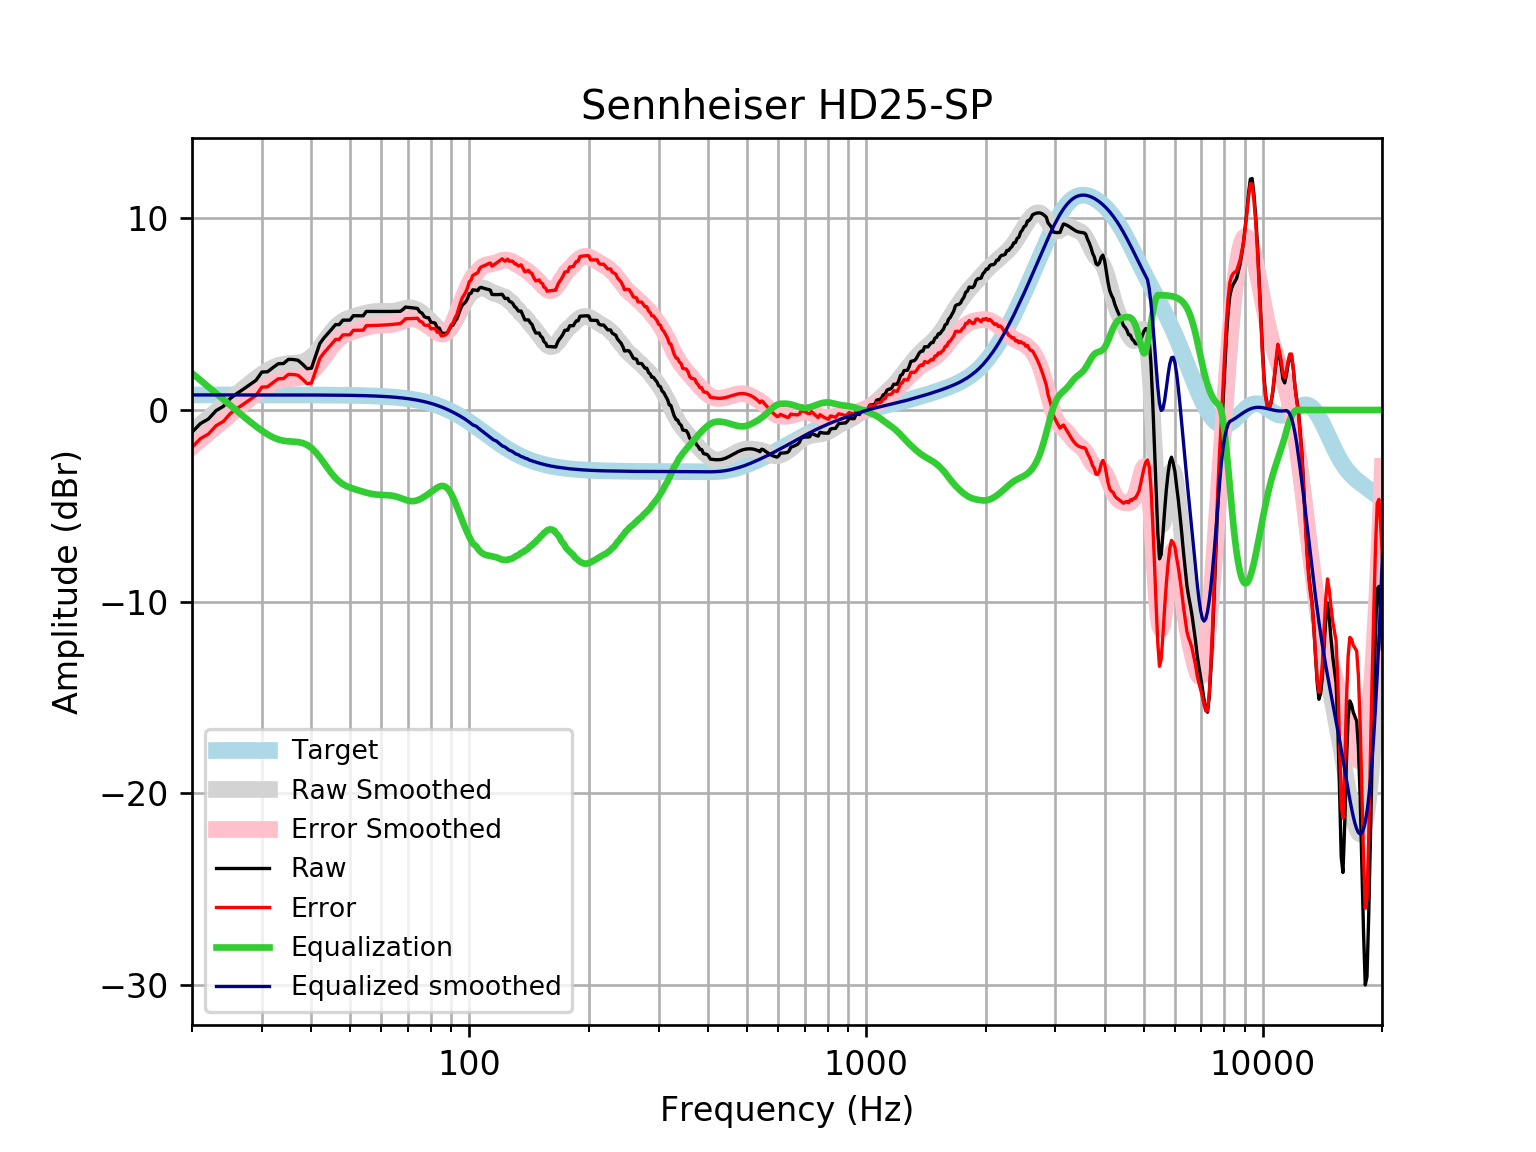 Sennheiser HD25-SP
10
0
−10
−20
−30
Amplitude (dBr)
Target
Raw Smoothed
Error Smoothed
Raw
Error
Equalization
Equalized smoothed
100
1000
10000
Frequency (Hz)